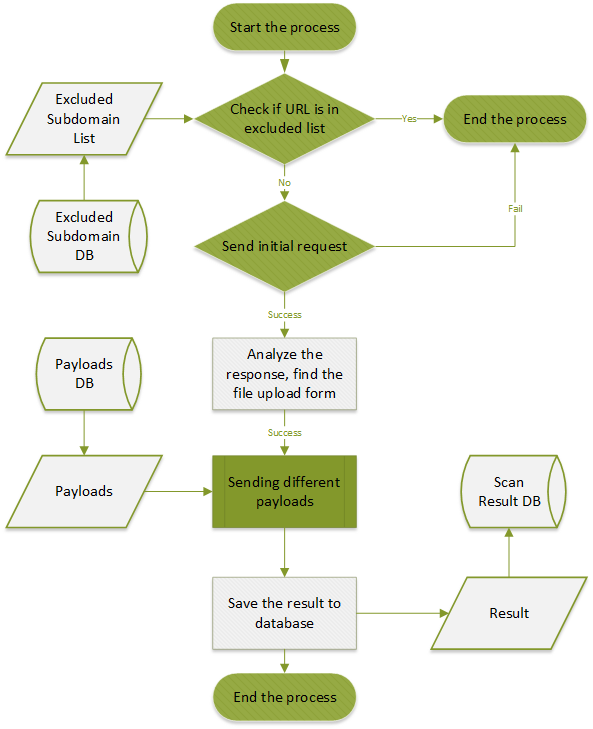 Start the process
Excluded
Subdomain
List
Check if URL is in
excluded list
Yes
End the process
No
Excluded
Subdomain
DB
Send initial request
Fail
Success
Payloads
DB
Analyze the
response, find the
file upload form
Success
Payloads
Sending different
payloads
Scan
Result DB
Save the result to
database
Result
End the process